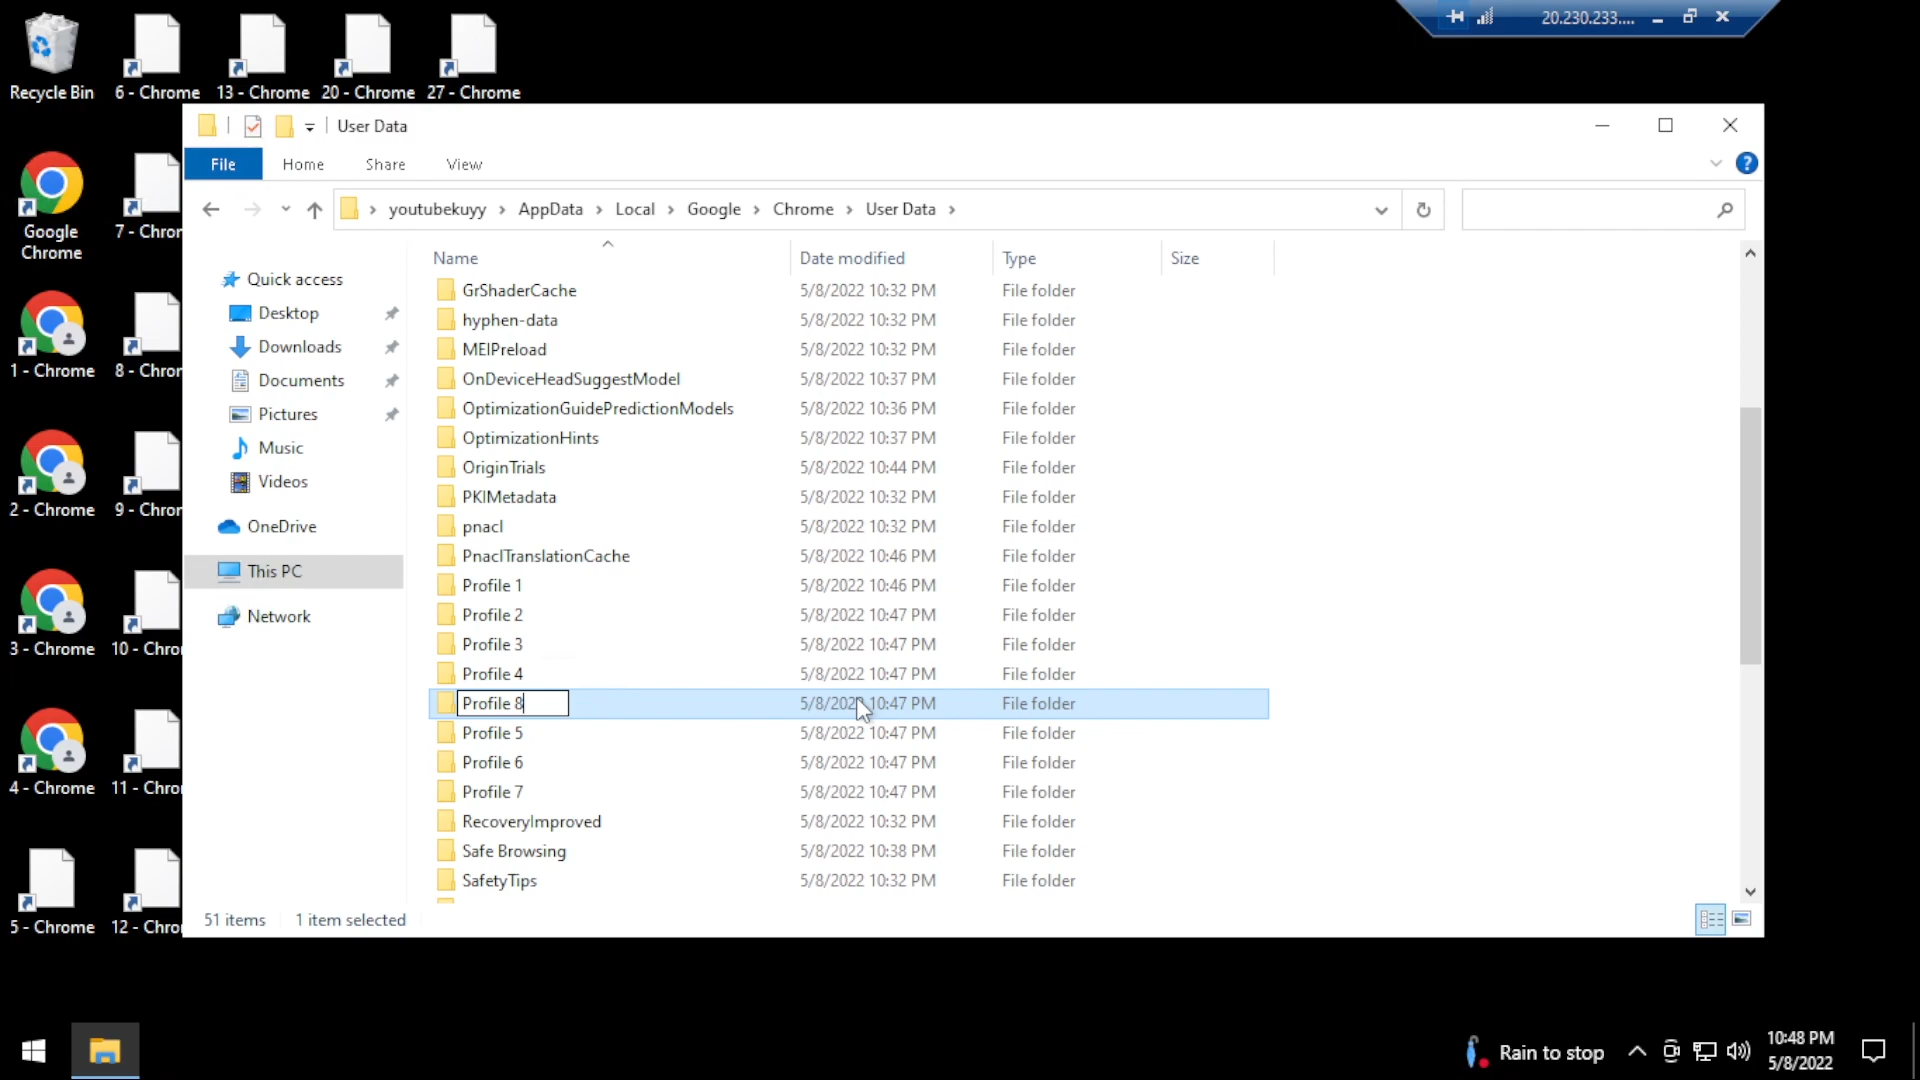 20.230.233....
Recycle Bin
6 - Chrome
13 - Chrome
20 - Chrome
27 - Chrome
User Data
File
Home
Share
View
youtubekuyy
AppData
Local
Google
Chrome
User Data
Google
Chrome
7 - Chror
1 - Chrome
8 - Chror
2 - Chrome
9 - Chror
3 - Chrome
10 - Chro
4 - Chrome
11 - Chro
5 - Chrome
12 - Chro
Quick access
Desktop
Downloads
Documents
Pictures
Music
Videos
OneDrive
This PC
Network
Name Date modified Type Size
GrShaderCache 5/8/2022 10:32 PM File folder
hyphen-data 5/8/2022 10:32 PM File folder
MEIPreload 5/8/2022 10:32 PM File folder
OnDeviceHeadSuggestModel 5/8/2022 10:37 PM File folder
OptimizationGuidePredictionModels 5/8/2022 10:36 PM File folder
OptimizationHints 5/8/2022 10:37 PM File folder
OriginTrials 5/8/2022 10:44 PM File folder
PKIMetadata 5/8/2022 10:32 PM File folder
pnacl 5/8/2022 10:32 PM File folder
PnaclTranslationCache 5/8/2022 10:46 PM File folder
Profile 1 5/8/2022 10:46 PM File folder
Profile 2 5/8/2022 10:47 PM File folder
Profile 3 5/8/2022 10:47 PM File folder
Profile 4 5/8/2022 10:47 PM File folder
Profile 8 5/8/2022 10:47 PM File folder
Profile 5 5/8/2022 10:47 PM File folder
Profile 6 5/8/2022 10:47 PM File folder
Profile 7 5/8/2022 10:47 PM File folder
RecoveryImproved 5/8/2022 10:32 PM File folder
Safe Browsing 5/8/2022 10:38 PM File folder
SafetyTips 5/8/2022 10:32 PM File folder
51 items 1 item selected
Rain to stop
10:48 PM
5/8/2022